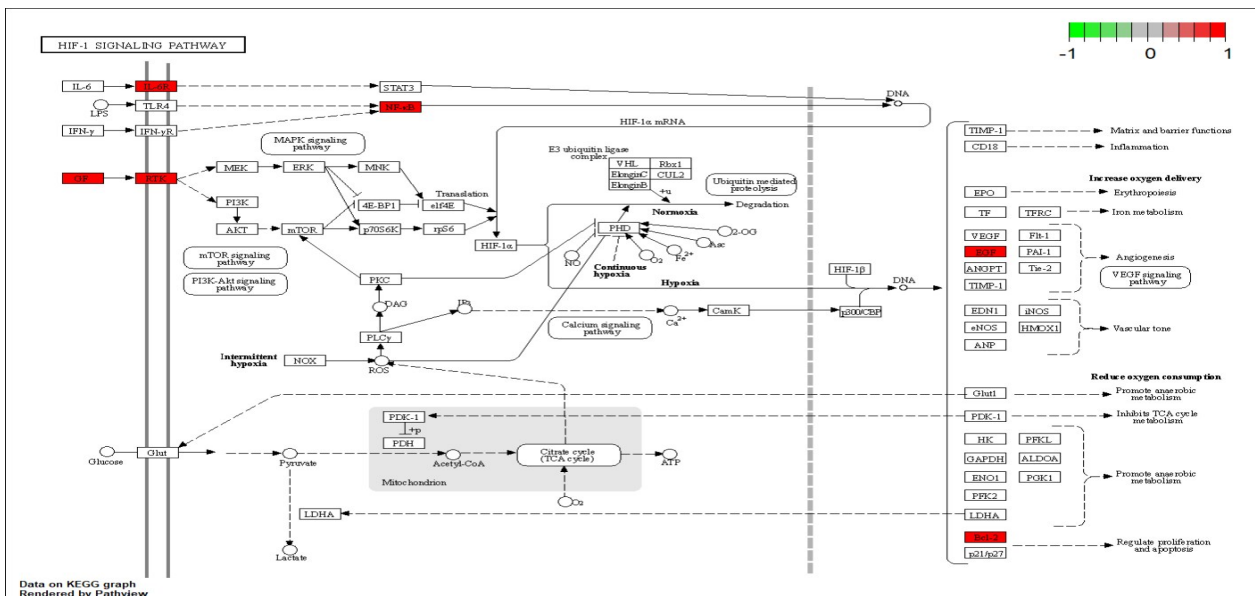 HIF-1 SIGNALING PATHWAY
-1 0 1
IL-6
IL-6R
STAT3
LPS
TLR4
NF-κB
DNA
IFN-γ
IFN-γR
HIF-1α mRNA
MAPK signaling
pathway
GF
RTK
MEK
ERK
MNK
PI3K
4E-BP1
Translation
elf4E
AKT
mTOR
p70S6K
rpS6
mTOR signaling
pathway
PI3K-Akt signaling
pathway
HIF-1α
E3 ubiquitin ligase
complex
VHL
Rbx1
ElonginC
CUL2
ElonginB
+u
Ubiquitin mediated
proteolysis
Normoxia
Degradation
PHD
2-OG
Asc
Fe2+
O2
NO
Continuous
hypoxia
Hypoxia
HIF-1β
DNA
p300/CBP
PKC
DAG
IP3
PLCγ
Calcium signaling
pathway
Ca2+
CamK
Intermittent
hypoxia
NOX
ROS
PDK-1
+p
PDH
Glucose
Glut
Pyruvate
Acetyl-CoA
Citrate cycle
(TCA cycle)
ATP
Mitochondrion
O2
LDHA
Lactate
TIMP-1
Matrix and barrier functions
CD18
Inflammation
Increase oxygen delivery
EPO
Erythropoiesis
TF
TFRC
Iron metabolism
VEGF
Flt-1
EGF
PAI-1
Angiogenesis
ANGPT
Tie-2
VEGF signaling
pathway
TIMP-1
EDN1
iNOS
eNOS
HMOX1
Vascular tone
ANP
Reduce oxygen consumption
Glut1
Promote anaerobic
metabolism
PDK-1
Inhibits TCA cycle
metabolism
HK
PFKL
GAPDH
ALDOA
ENO1
PGK1
Promote anaerobic
metabolism
PFK2
LDHA
Bcl-2
Regulate proliferation
and apoptosis
p21/p27
Data on KEGG graph
Rendered by Pathview